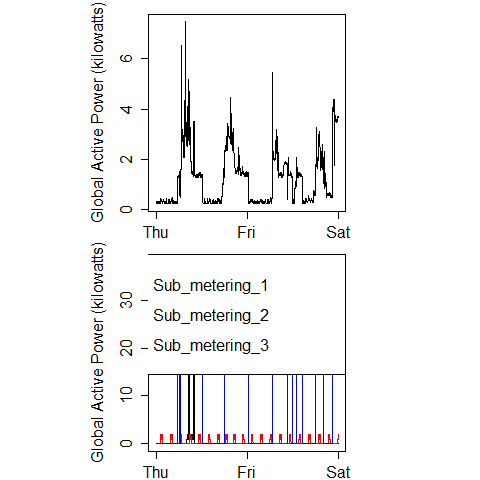 Global Active Power (kilowatts)
6
4
2
0
Thu Fri Sat
Global Active Power (kilowatts)
Sub_metering_1
30
Sub_metering_2
20
Sub_metering_3
10
0
Thu Fri Sat